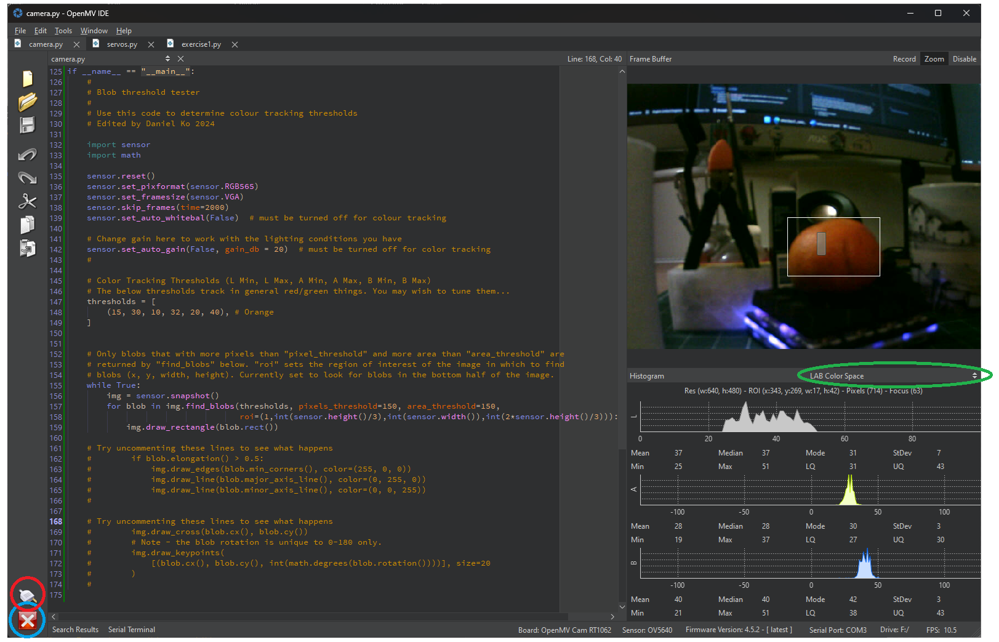 camera.py - OpenMV IDE
File Edit Tools Window Help
camera.py servos.py exercise1.py
camera.py Line: 168, Col: 40 Frame Buffer Record Zoom Disable
125 if __name__ == "__main__":
126 #
127 # Blob threshold tester
128 #
129 # Use this code to determine colour tracking thresholds
130 # Edited by Daniel Ko 2024
131
132 import sensor
133 import math
134
135 sensor.reset()
136 sensor.set_pixformat(sensor.RGB565)
137 sensor.set_framesize(sensor.VGA)
138 sensor.skip_frames(time=2000)
139 sensor.set_auto_whitebal(False) # must be turned off for colour tracking
140
141 # Change gain here to work with the lighting conditions you have
142 sensor.set_auto_gain(False, gain_db = 20) # must be turned off for color tracking
143 #
144
145 # Color Tracking Thresholds (L Min, L Max, A Min, A Max, B Min, B Max)
146 # The below thresholds track in general red/green things. You may wish to tune them...
147 thresholds = [
148 (15, 30, 10, 32, 20, 40), # Orange
149 ]
150
151
152 # Only blobs that with more pixels than "pixel_threshold" and more area than "area_threshold" are
153 # returned by "find_blobs" below. "roi" sets the region of interest of the image in which to find
154 # blobs (x, y, width, height). Currently set to look for blobs in the bottom half of the image.
155 while True:
156 img = sensor.snapshot()
157 for blob in img.find_blobs(thresholds, pixels_threshold=150, area_threshold=150,
158 roi=(1,int(sensor.height()/3),int(sensor.width()),int(2*sensor.height()/3))):
159 img.draw_rectangle(blob.rect())
160
161 # Try uncommenting these lines to see what happens
162 # if blob.elongation() > 0.5:
163 # img.draw_edges(blob.min_corners(), color=(255, 0, 0))
164 # img.draw_line(blob.major_axis_line(), color=(0, 255, 0))
165 # img.draw_line(blob.minor_axis_line(), color=(0, 0, 255))
166 #
167
168 # Try uncommenting these lines to see what happens
169 # img.draw_cross(blob.cx(), blob.cy())
170 # # Note - the blob rotation is unique to 0-180 only.
171 # img.draw_keypoints(
172 # [(blob.cx(), blob.cy(), int(math.degrees(blob.rotation())))], size=20
173 # )
174 #
175
Histogram LAB Color Space
Res (w:640, h:480) - ROI (x:343, y:269, w:17, h:42) - Pixels (714) - Focus (63)
L
0 20 40 60 80
Mean 37 Median 37 Mode 31 StDev 7
Min 25 Max 51 LQ 31 UQ 43
A
-100 -50 0 50 100
Mean 28 Median 28 Mode 30 StDev 3
Min 19 Max 37 LQ 27 UQ 30
B
-100 -50 0 50 100
Mean 40 Median 40 Mode 42 StDev 3
Min 21 Max 51 LQ 38 UQ 43
Search Results Serial Terminal Board: OpenMV Cam RT1062 Sensor: OV5640 Firmware Version: 4.5.2 - [ latest ] Serial Port: COM3 Drive: F:/ FPS: 10.5